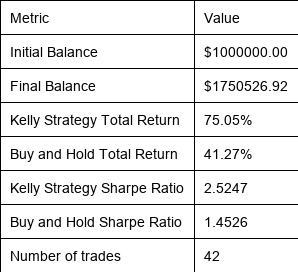 Metric Value
Initial Balance $1000000.00
Final Balance $1750526.92
Kelly Strategy Total Return 75.05%
Buy and Hold Total Return 41.27%
Kelly Strategy Sharpe Ratio 2.5247
Buy and Hold Sharpe Ratio 1.4526
Number of trades 42